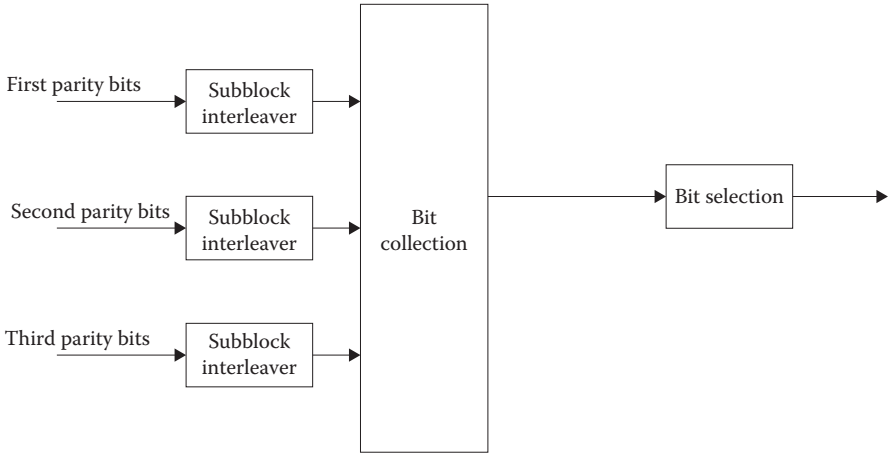 First parity bits
Subblock
interleaver
Second parity bits
Subblock
interleaver
Bit
collection
Bit selection
Third parity bits
Subblock
interleaver